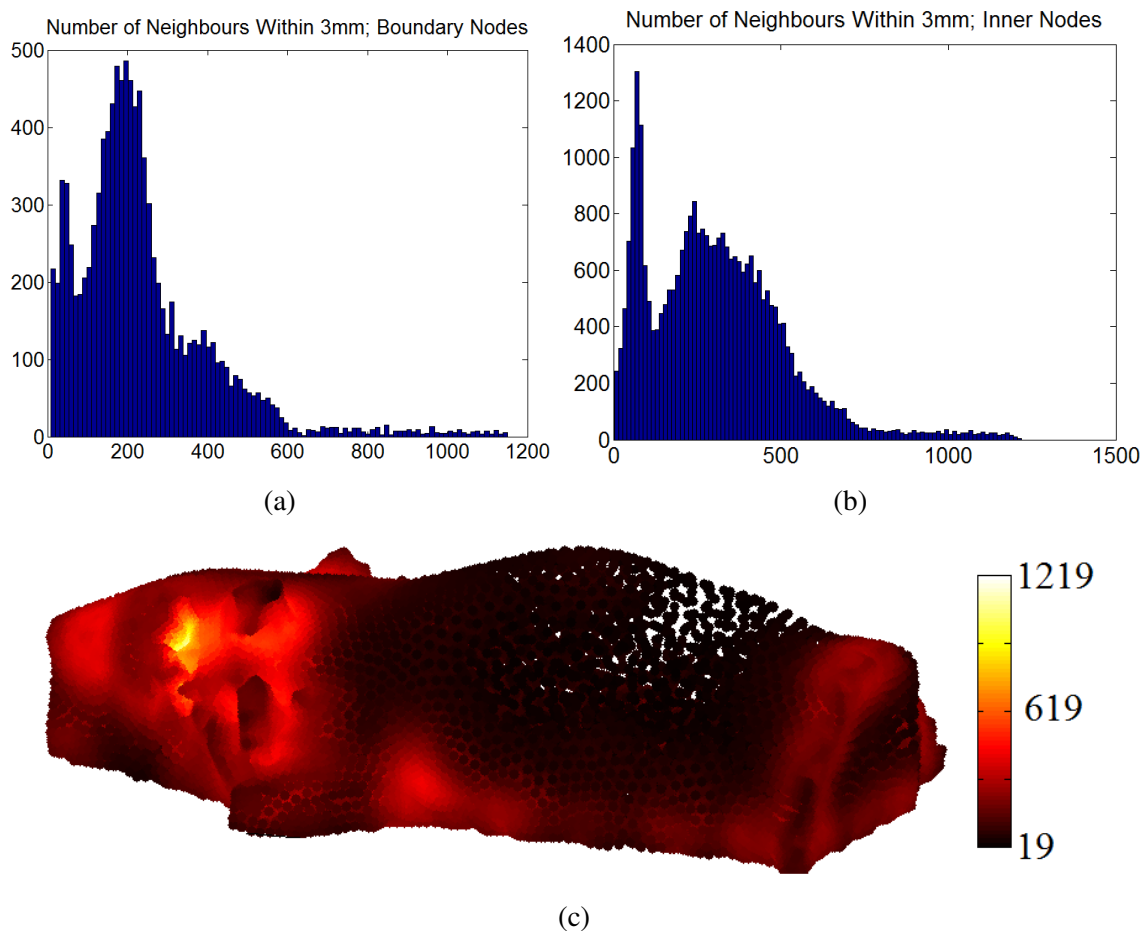 Number of Neighbours Within 3mm; Boundary Nodes
500
400
300
200
100
0
0 200 400 600 800 1000 1200
(a)
Number of Neighbours Within 3mm; Inner Nodes
1400
1200
1000
800
600
400
200
0
0 500 1000 1500
(b)
1219
619
19
(c)